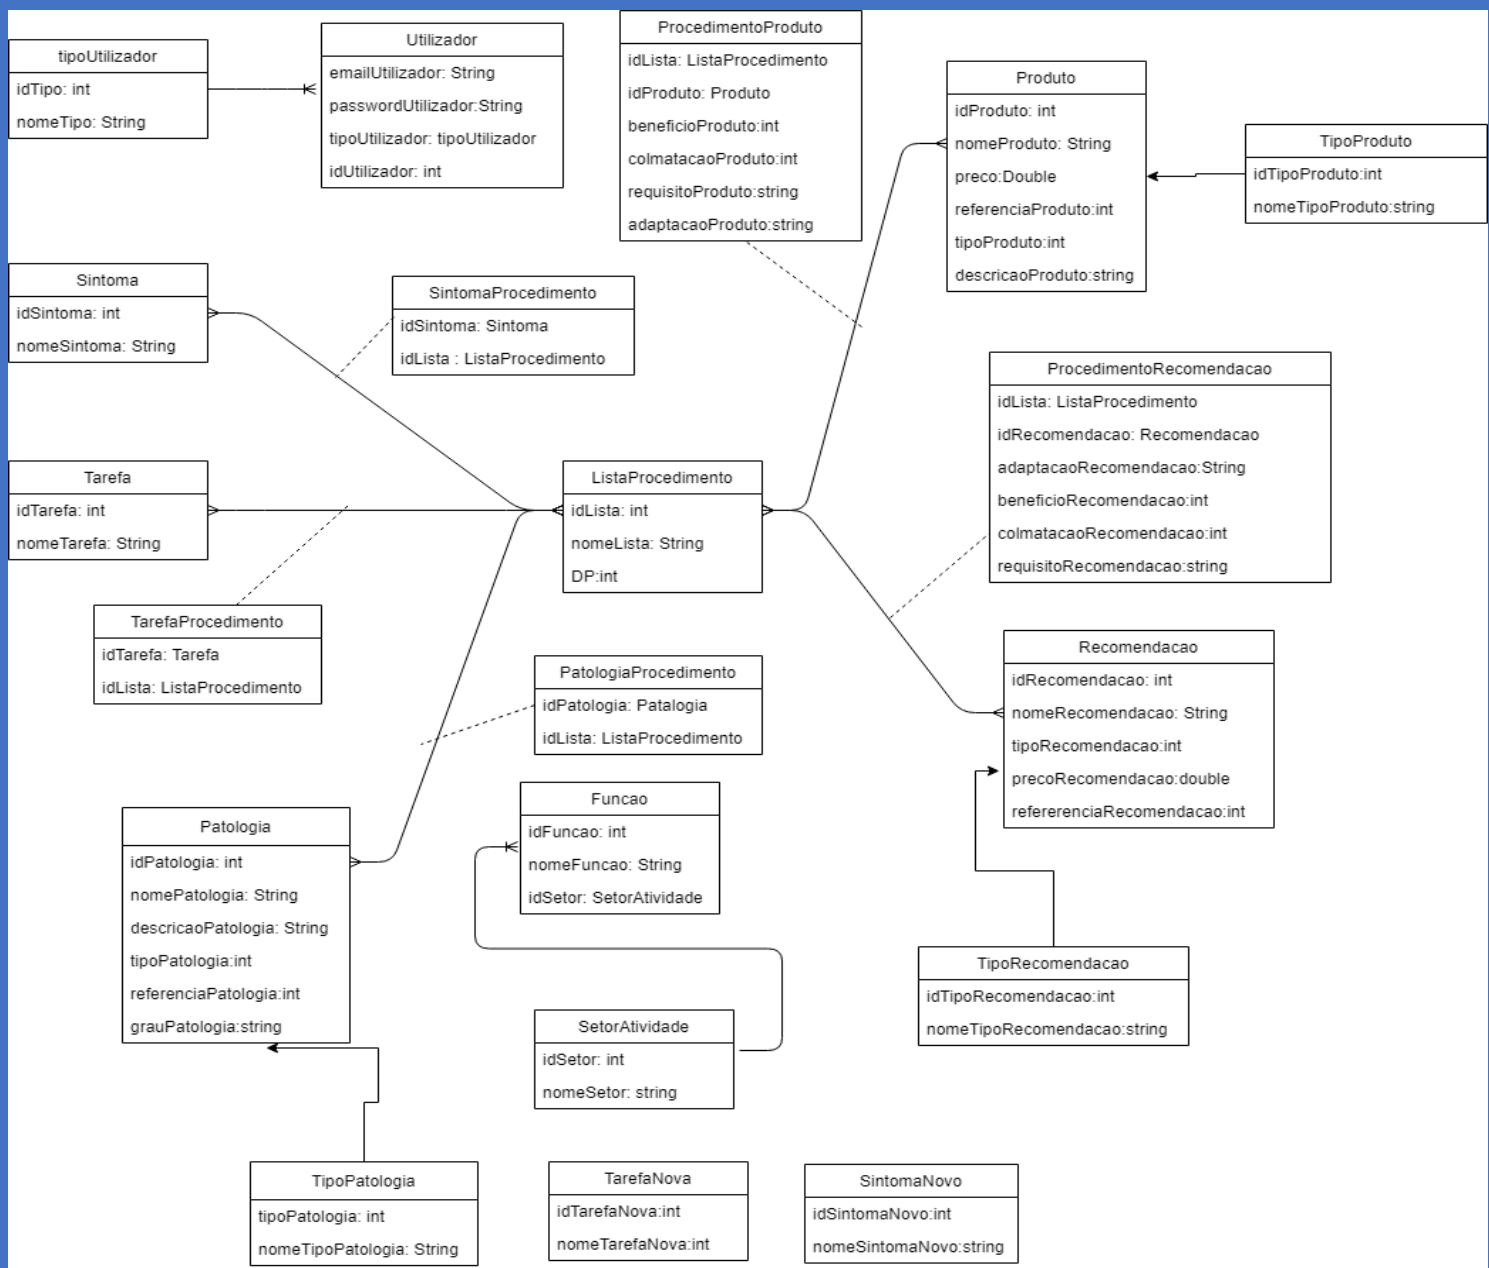 tipoUtilizador
idTipo: int
nomeTipo: String
Utilizador
emailUtilizador: String
passwordUtilizador:String
tipoUtilizador: tipoUtilizador
idUtilizador: int
ProcedimentoProduto
idLista: ListaProcedimento
idProduto: Produto
beneficioProduto:int
colmatacaoProduto:int
requisitoProduto:string
adaptacaoProduto:string
Produto
idProduto: int
nomeProduto: String
preco:Double
referenciaProduto:int
tipoProduto:int
descricaoProduto:string
TipoProduto
idTipoProduto:int
nomeTipoProduto:string
Sintoma
idSintoma: int
nomeSintoma: String
SintomaProcedimento
idSintoma: Sintoma
idLista : ListaProcedimento
ProcedimentoRecomendacao
idLista: ListaProcedimento
idRecomendacao: Recomendacao
adaptacaoRecomendacao:String
beneficioRecomendacao:int
colmatacaoRecomendacao:int
requisitoRecomendacao:string
Tarefa
idTarefa: int
nomeTarefa: String
ListaProcedimento
idLista: int
nomeLista: String
DP:int
TarefaProcedimento
idTarefa: Tarefa
idLista: ListaProcedimento
PatologiaProcedimento
idPatologia: Patalogia
idLista: ListaProcedimento
Recomendacao
idRecomendacao: int
nomeRecomendacao: String
tipoRecomendacao:int
precoRecomendacao:double
refererenciaRecomendacao:int
Patologia
idPatologia: int
nomePatologia: String
descricaoPatologia: String
tipoPatologia:int
referenciaPatologia:int
grauPatologia:string
Funcao
idFuncao: int
nomeFuncao: String
idSetor: SetorAtividade
TipoRecomendacao
idTipoRecomendacao:int
nomeTipoRecomendacao:string
SetorAtividade
idSetor: int
nomeSetor: string
TipoPatologia
tipoPatologia: int
nomeTipoPatologia: String
TarefaNova
idTarefaNova:int
nomeTarefaNova:int
SintomaNovo
idSintomaNovo:int
nomeSintomaNovo:string